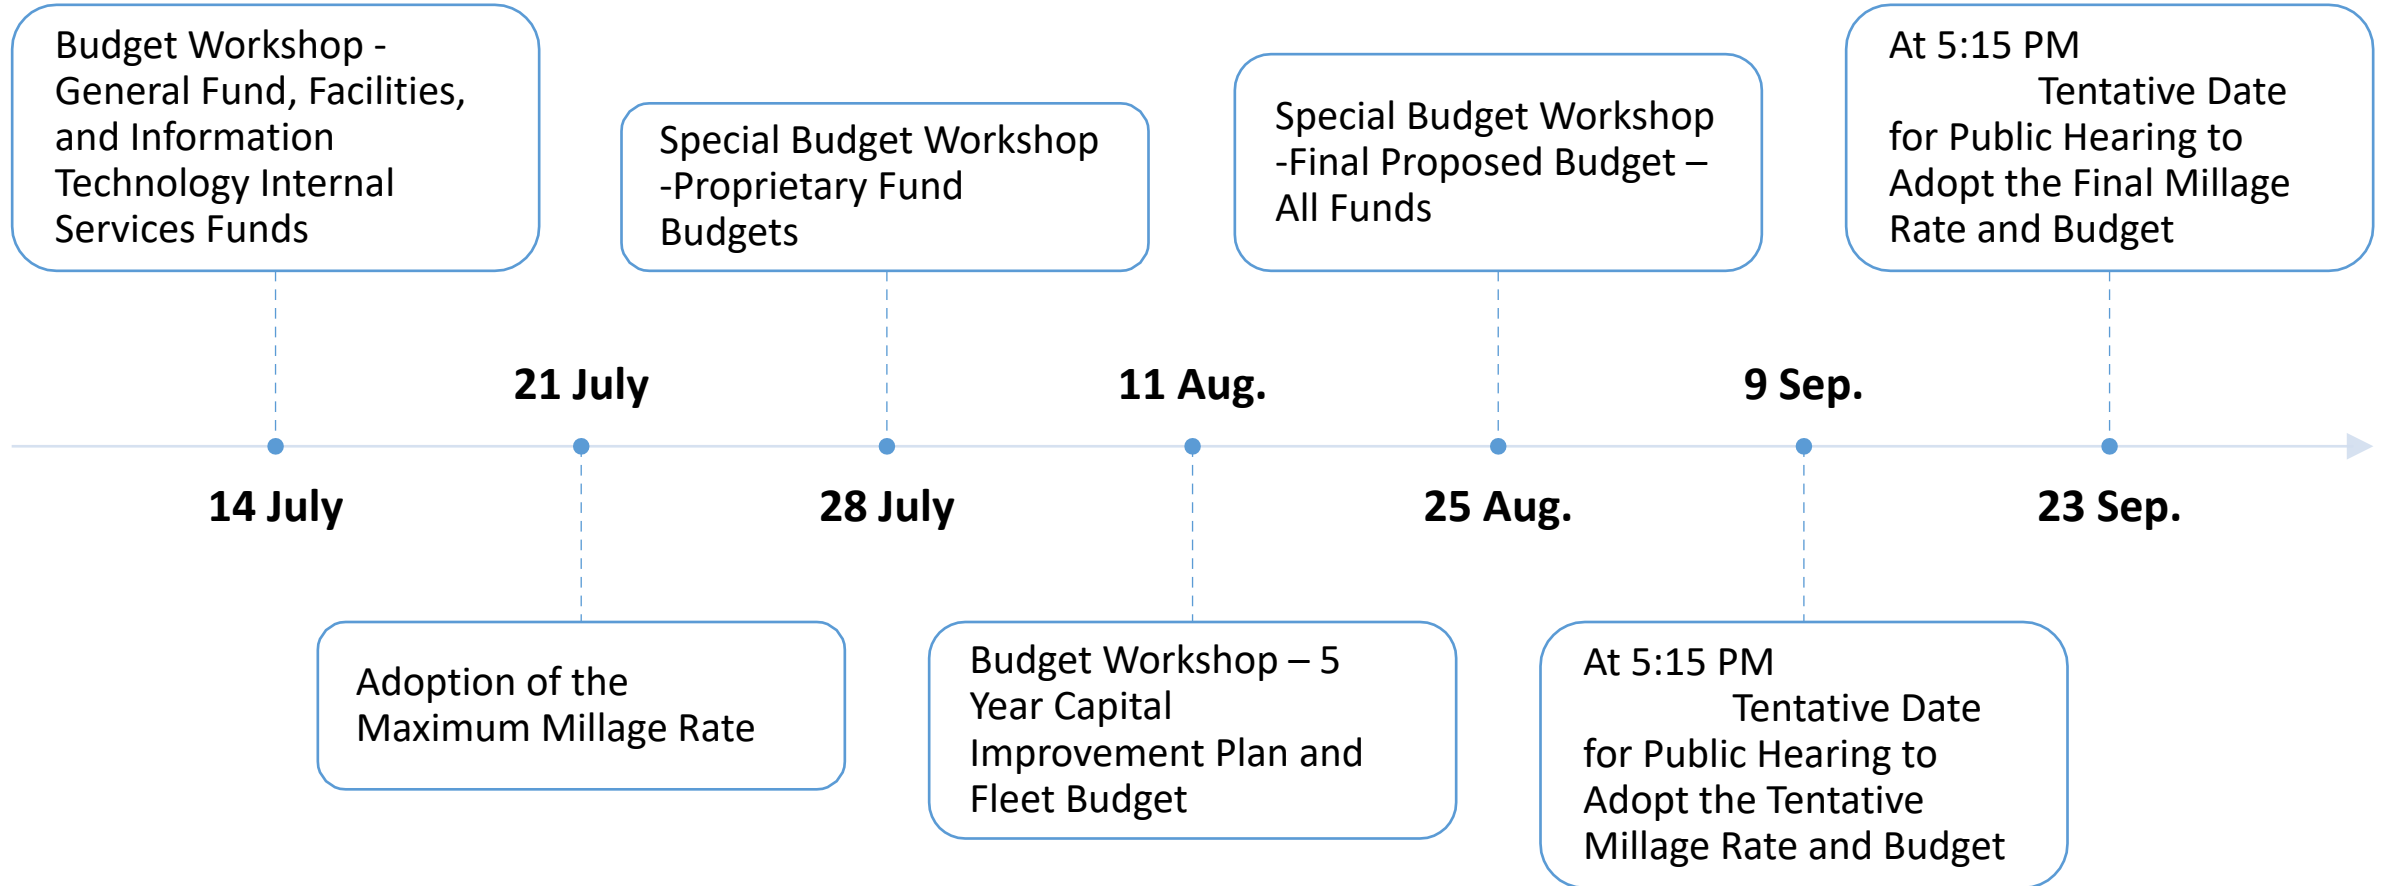 Budget Workshop -
General Fund, Facilities,
and Information
Technology Internal
Services Funds
Special Budget Workshop
-Proprietary Fund
Budgets
Special Budget Workshop
-Final Proposed Budget –
All Funds
At 5:15 PM
Tentative Date
for Public Hearing to
Adopt the Final Millage
Rate and Budget
21 July
11 Aug.
9 Sep.
14 July
28 July
25 Aug.
23 Sep.
Adoption of the
Maximum Millage Rate
Budget Workshop – 5
Year Capital
Improvement Plan and
Fleet Budget
At 5:15 PM
Tentative Date
for Public Hearing to
Adopt the Tentative
Millage Rate and Budget